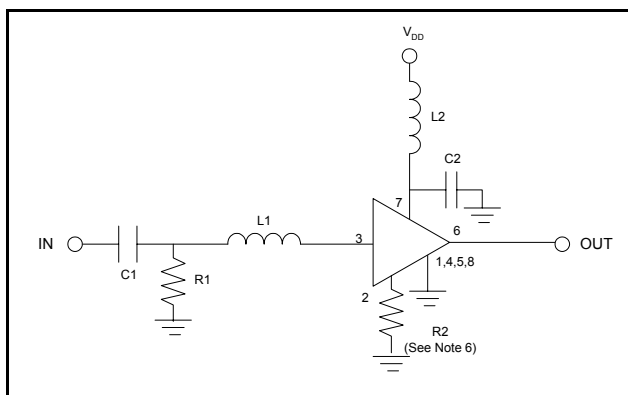 V_DD
L2
C2
7
L1
3
6
IN
OUT
C1
R1
1,4,5,8
2
R2
(See Note 6)